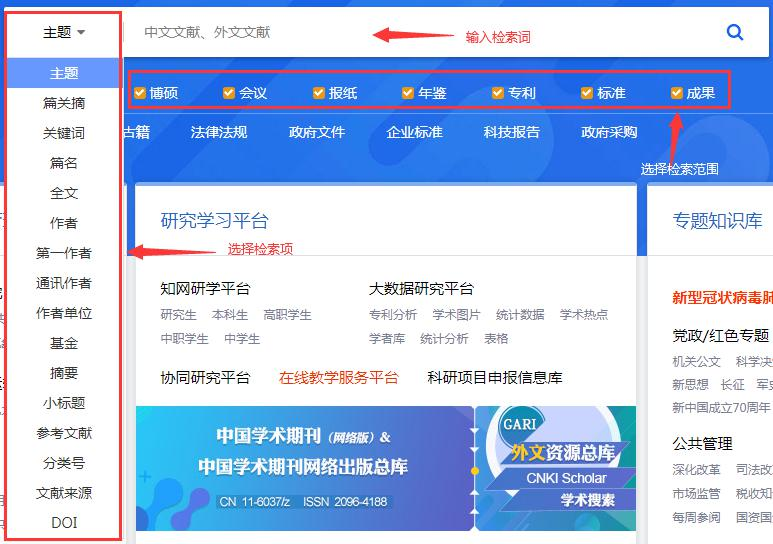 主题
中文文献、外文文献
输入检索词
主题
篇关摘
关键词
篇名
全文
作者
第一作者
通讯作者
作者单位
基金
摘要
小标题
参考文献
分类号
文献来源
DOI
博硕 会议 报纸 年鉴 专利 标准 成果
古籍 法律法规 政府文件 企业标准 科技报告 政府采购
选择检索范围
选择检索项
研究学习平台
知网研学平台
研究生 本科生 高职学生
中职学生 中学生
大数据研究平台
专利分析 学术图片 统计数据 学术热点
学者库 统计分析 表格
协同研究平台 在线教学服务平台 科研项目申报信息库
中国学术期刊(网络版)&
中国学术期刊网络出版总库
CN 11-6037/z ISSN 2096-4188
GARI
外文资源总库
CNKI Scholar
学术搜索
专题知识库
新型冠状病毒肺
党政/红色专题
机关公文 科学决
新思想 长征 军史
新中国成立70周年
公共管理
深化改革 司法改
市场监管 税收知
每周参阅 国资国